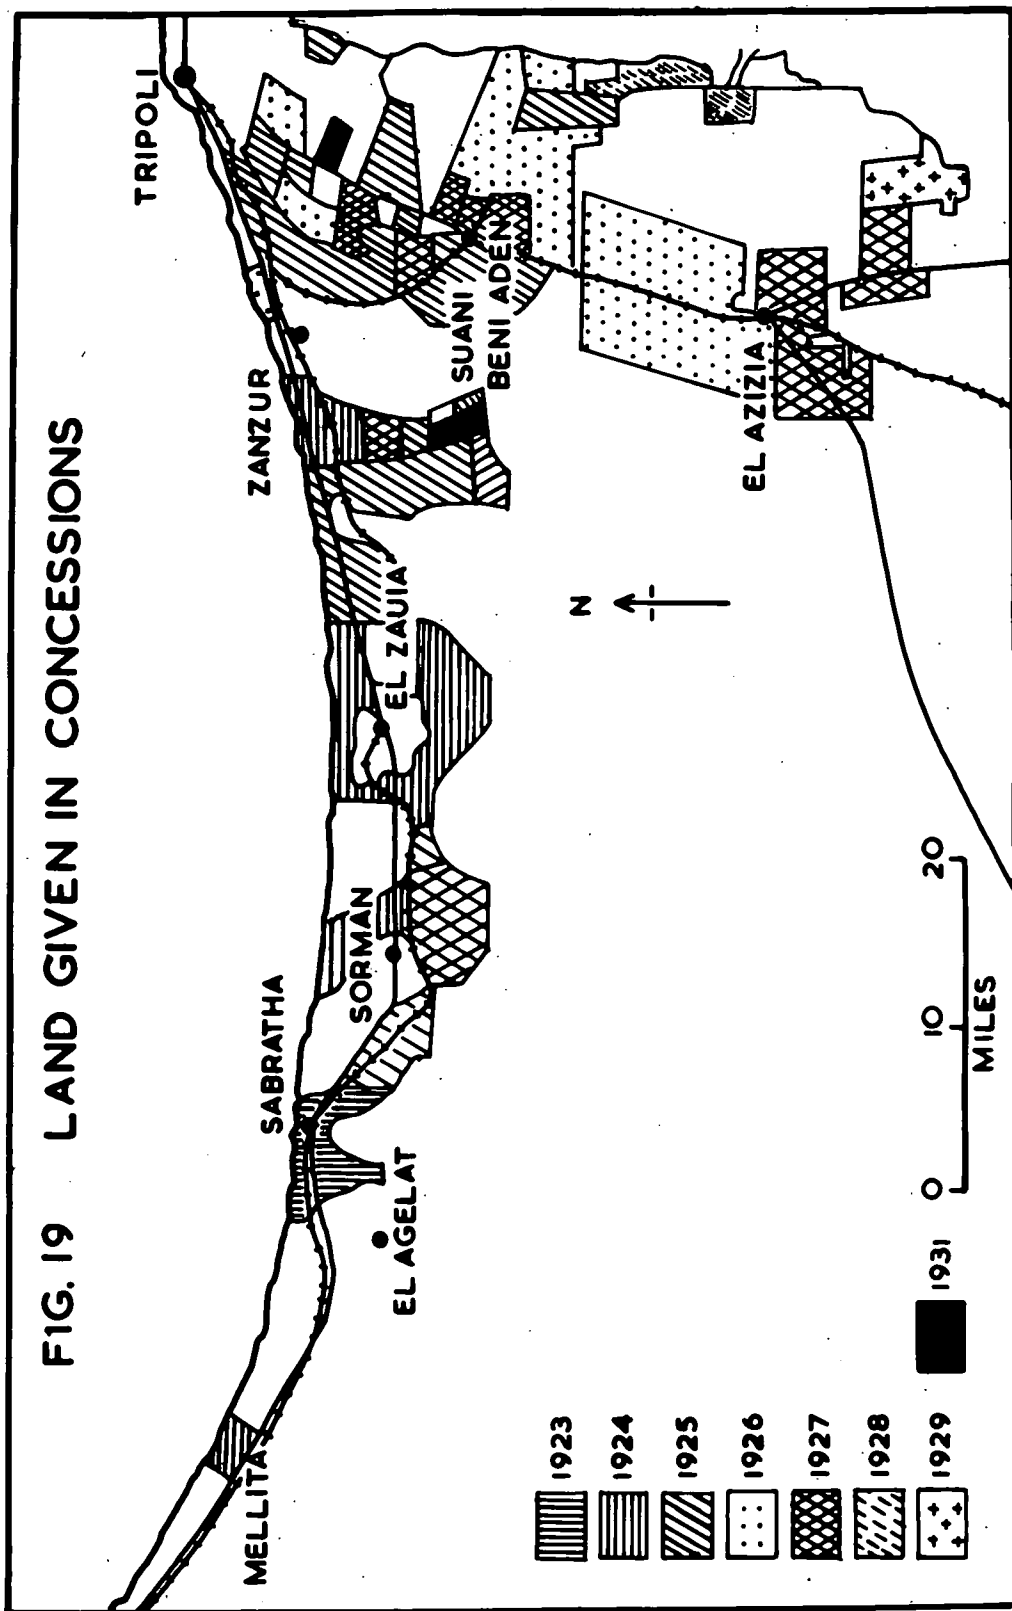 FIG. 19 LAND GIVEN IN CONCESSIONS
TRIPOLI
ZANZUR
SABRATHA
MELLITA
EL AGELAT
SORMAN
EL ZAUIA
SUANI
BENI ADEN
EL AZIZIA
N
1923
1924
1925
1926
1927
1928
1929
1931
0 10 20
MILES